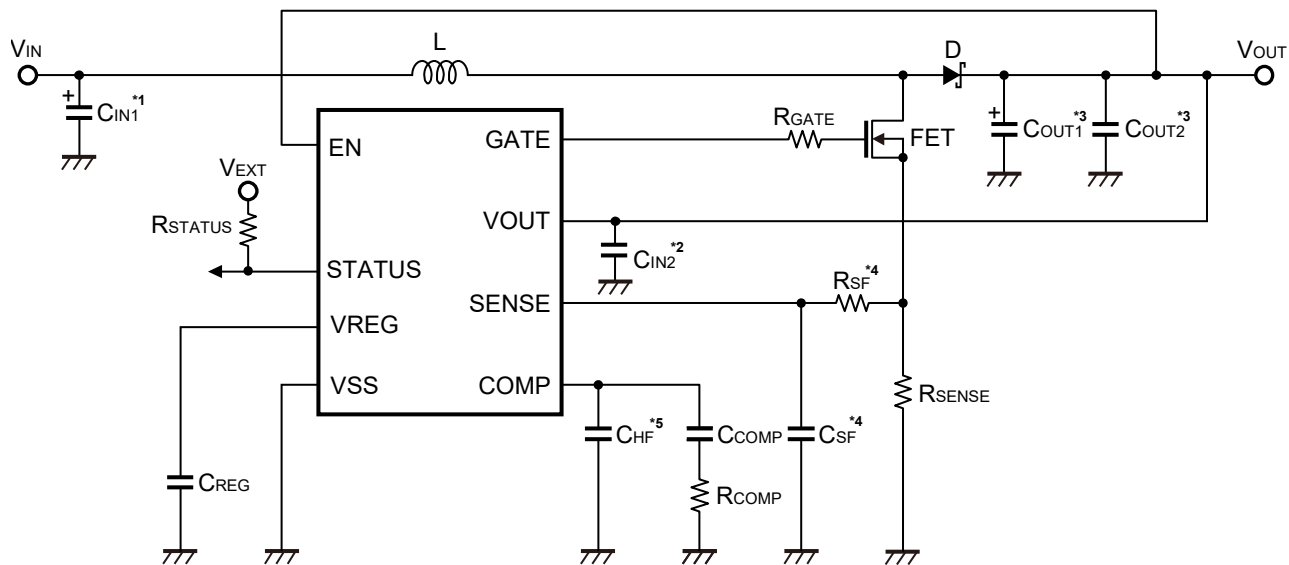 VIN
L
D
VOUT
+
CIN1*1
+
COUT1*3
COUT2*3
RGATE
FET
EN
GATE
VEXT
RSTATUS
VOUT
CIN2*2
STATUS
RSF*4
SENSE
VREG
VSS
COMP
RSENSE
CHF*5
CCOMP
CSF*4
CREG
RCOMP